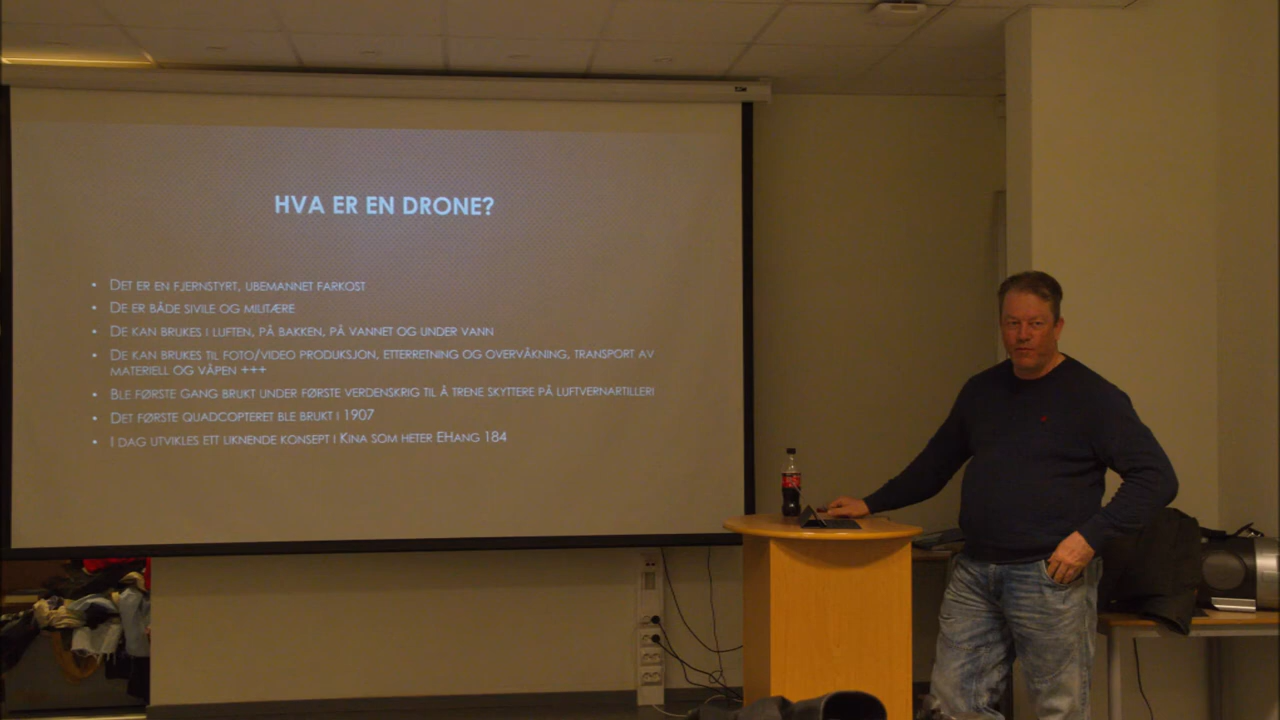 HVA ER EN DRONE?
• DET ER EN FJERNSTYRT, UBEMANNET FARKOST
• DE ER BÅDE SIVILE OG MILITÆRE
• DE KAN BRUKES I LUFTEN, PÅ BAKKEN, PÅ VANNET OG UNDER VANN
• DE KAN BRUKES TIL FOTO/VIDEO PRODUKSJON, ETTERRETNING OG OVERVÅKNING, TRANSPORT AV
MATERIELL OG VÅPEN +++
• BLE FØRSTE GANG BRUKT UNDER FØRSTE VERDENSKRIG TIL Å TRENE SKYTTERE PÅ LUFTVERNARTILLERI
• DET FØRSTE QUADCOPTERET BLE BRUKT I 1907
• I DAG UTVIKLES ETT LIKNENDE KONSEPT I KINA SOM HETER EHANG 184